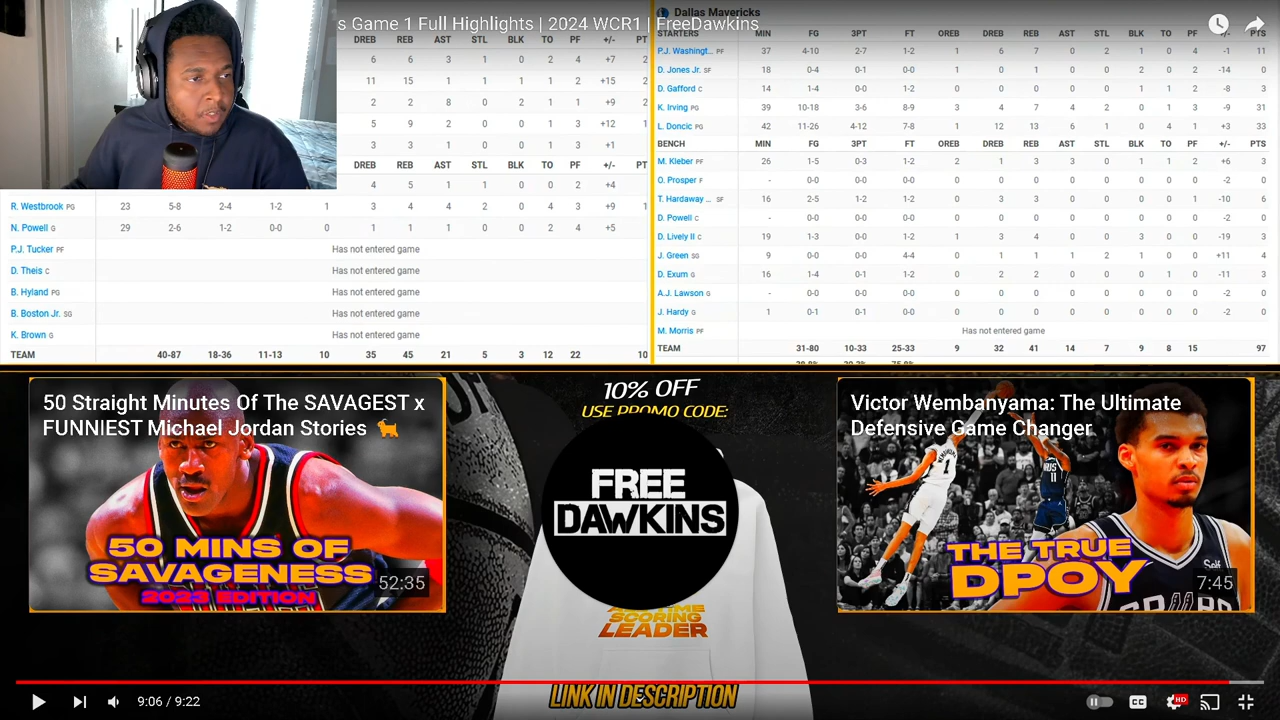 s Game 1 Full Highlights | 2024 WCR1 | FreeDawkins
DREB REB AST STL BLK TO PF +/- PT
6 6 3 1 0 2 4 +7 2
11 15 1 1 1 2 1 +15 2
2 2 8 0 2 1 1 +9 2
5 9 2 0 0 1 3 +12 1
3 3 1 0 0 1 3 +1
DREB REB AST STL BLK TO PF +/- PT
4 5 1 1 0 0 2 +4
R. Westbrook PG 23 5-8 2-4 1-2 1 3 4 4 2 0 4 3 +9 1
N. Powell G 29 2-6 1-2 0-0 0 1 1 1 0 0 2 4 +5
P.J. Tucker PF Has not entered game
D. Theis C Has not entered game
B. Hyland PG Has not entered game
B. Boston Jr. SG Has not entered game
K. Brown G Has not entered game
TEAM 40-87 18-36 11-13 10 35 45 21 5 3 12 22 10
Dallas Mavericks
STARTERS MIN FG 3PT FT OREB DREB REB AST STL BLK TO PF +/- PTS
P.J. Washingt... PF 37 4-10 2-7 1-2 1 6 7 0 2 1 0 4 -1 11
D. Jones Jr. SF 18 0-4 0-1 0-0 1 0 1 0 0 2 0 2 -14 0
D. Gafford C 14 1-4 0-0 1-2 0 0 0 0 0 1 1 2 -8 3
K. Irving PG 39 10-18 3-6 8-9 3 4 7 4 2 0 1 3 -9 31
L. Doncic PG 42 11-26 4-12 7-8 1 12 13 6 1 0 4 1 +3 33
BENCH MIN FG 3PT FT OREB DREB REB AST STL BLK TO PF +/- PTS
M. Kleber PF 26 1-5 0-3 1-2 2 1 3 3 0 1 1 2 +6 3
O. Prosper F - 0-0 0-0 0-0 0 0 0 0 0 0 0 0 -2 0
T. Hardaway ... SF 16 2-5 1-2 1-2 0 3 3 0 0 0 0 1 -10 6
D. Powell C - 0-0 0-0 0-0 0 0 0 0 0 0 0 0 -2 0
D. Lively II C 19 1-3 0-0 1-2 1 3 4 0 0 3 0 2 -19 3
J. Green SG 9 0-0 0-0 4-4 0 1 1 1 2 1 0 0 +11 4
D. Exum G 16 1-4 0-1 1-2 0 2 2 0 0 0 1 0 -11 3
A.J. Lawson G - 0-0 0-0 0-0 0 0 0 0 0 0 0 0 -2 0
J. Hardy G 1 0-1 0-1 0-0 0 0 0 0 0 0 0 0 -2 0
M. Morris PF Has not entered game
TEAM 31-80 10-33 25-33 9 32 41 14 7 9 8 15 97
50 Straight Minutes Of The SAVAGEST x
FUNNIEST Michael Jordan Stories
50 MINS OF
SAVAGENESS
2023 EDITION
52:35
10% OFF
USE PROMO CODE:
FREE
DAWKINS
SCORING
LEADER
LINK IN DESCRIPTION
Victor Wembanyama: The Ultimate
Defensive Game Changer
1
11
THE TRUE
DPOY
7:45
9:06 / 9:22
CC
HD